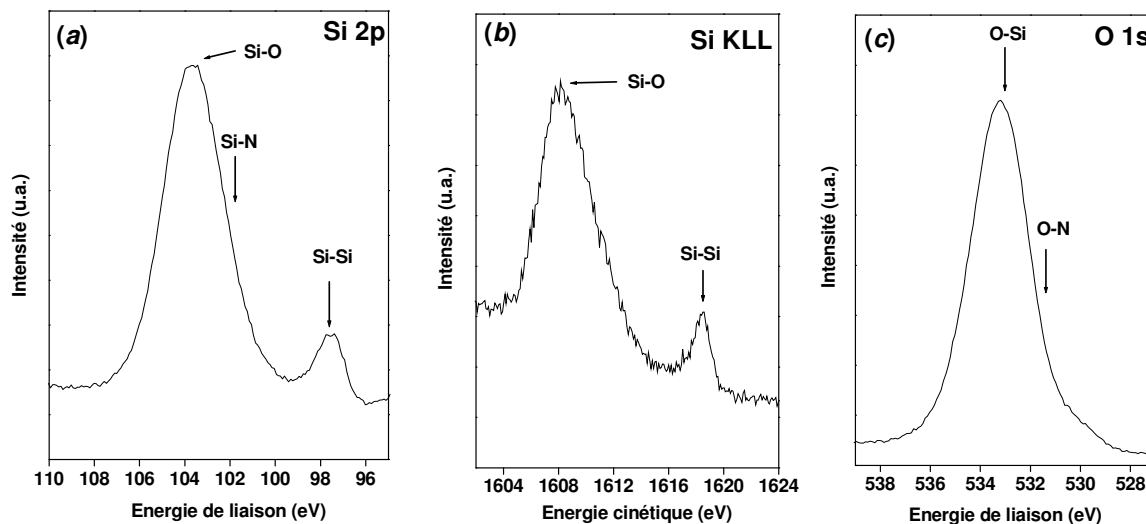 (a) Si 2p
Si-O
Si-N
Si-Si
Intensité (u.a.)
110 108 106 104 102 100 98 96
Energie de liaison (eV)
(b) Si KLL
Si-O
Si-Si
Intensité (u.a.)
1604 1608 1612 1616 1620 1624
Energie cinétique (eV)
(c) O 1s
O-Si
O-N
Intensité (u.a.)
538 536 534 532 530 528
Energie de liaison (eV)